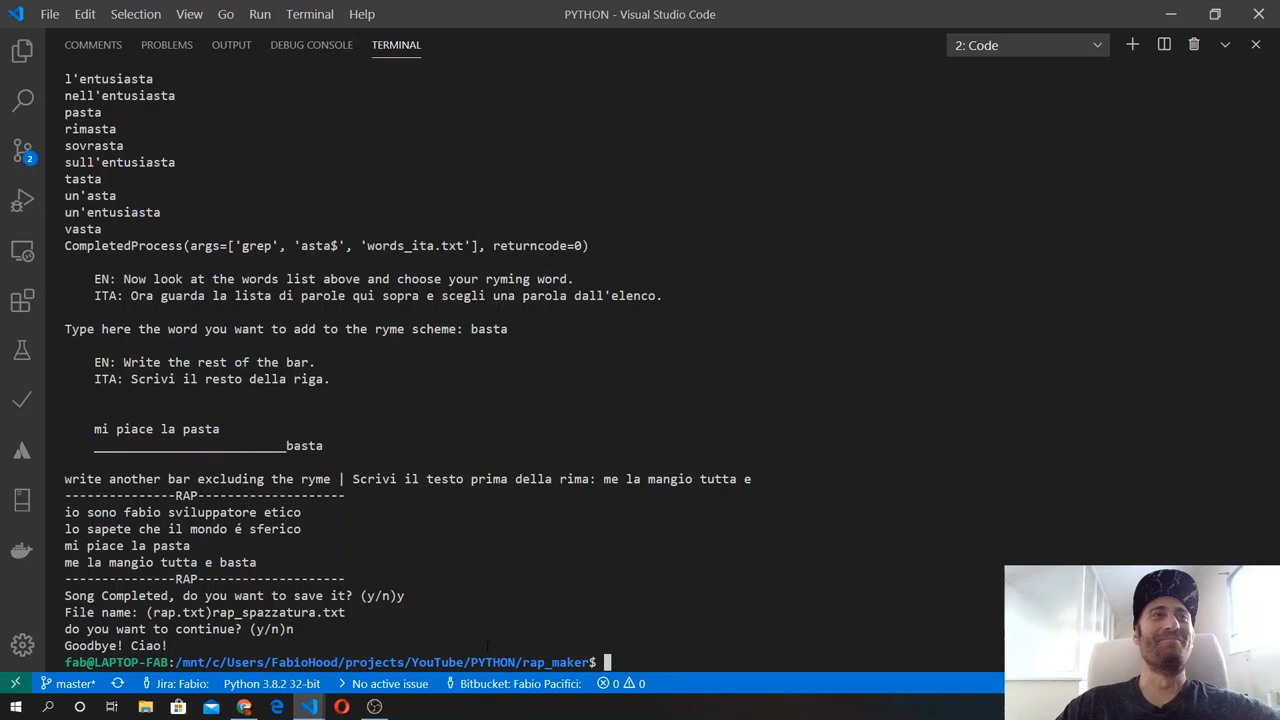 File Edit Selection View Go Run Terminal Help
PYTHON - Visual Studio Code
COMMENTS PROBLEMS OUTPUT DEBUG CONSOLE TERMINAL
2: Code
l'entusiasta
nell'entusiasta
pasta
rimasta
sovrasta
sull'entusiasta
tasta
un'asta
un'entusiasta
vasta
CompletedProcess(args=['grep', 'asta$', 'words_ita.txt'], returncode=0)
EN: Now look at the words list above and choose your ryming word.
ITA: Ora guarda la lista di parole qui sopra e scegli una parola dall'elenco.
Type here the word you want to add to the ryme scheme: basta
EN: Write the rest of the bar.
ITA: Scrivi il resto della riga.
mi piace la pasta
________________________basta
write another bar excluding the ryme | Scrivi il testo prima della rima: me la mangio tutta e
---------------RAP--------------------
io sono fabio sviluppatore etico
lo sapete che il mondo é sferico
mi piace la pasta
me la mangio tutta e basta
---------------RAP--------------------
Song Completed, do you want to save it? (y/n)y
File name: (rap.txt)rap_spazzatura.txt
do you want to continue? (y/n)n
Goodbye! Ciao!
fab@LAPTOP-FAB:/mnt/c/Users/FabioHood/projects/YouTube/PYTHON/rap_maker$
2
master* Jira: Fabio: Python 3.8.2 32-bit No active issue Bitbucket: Fabio Pacifici: 0 0